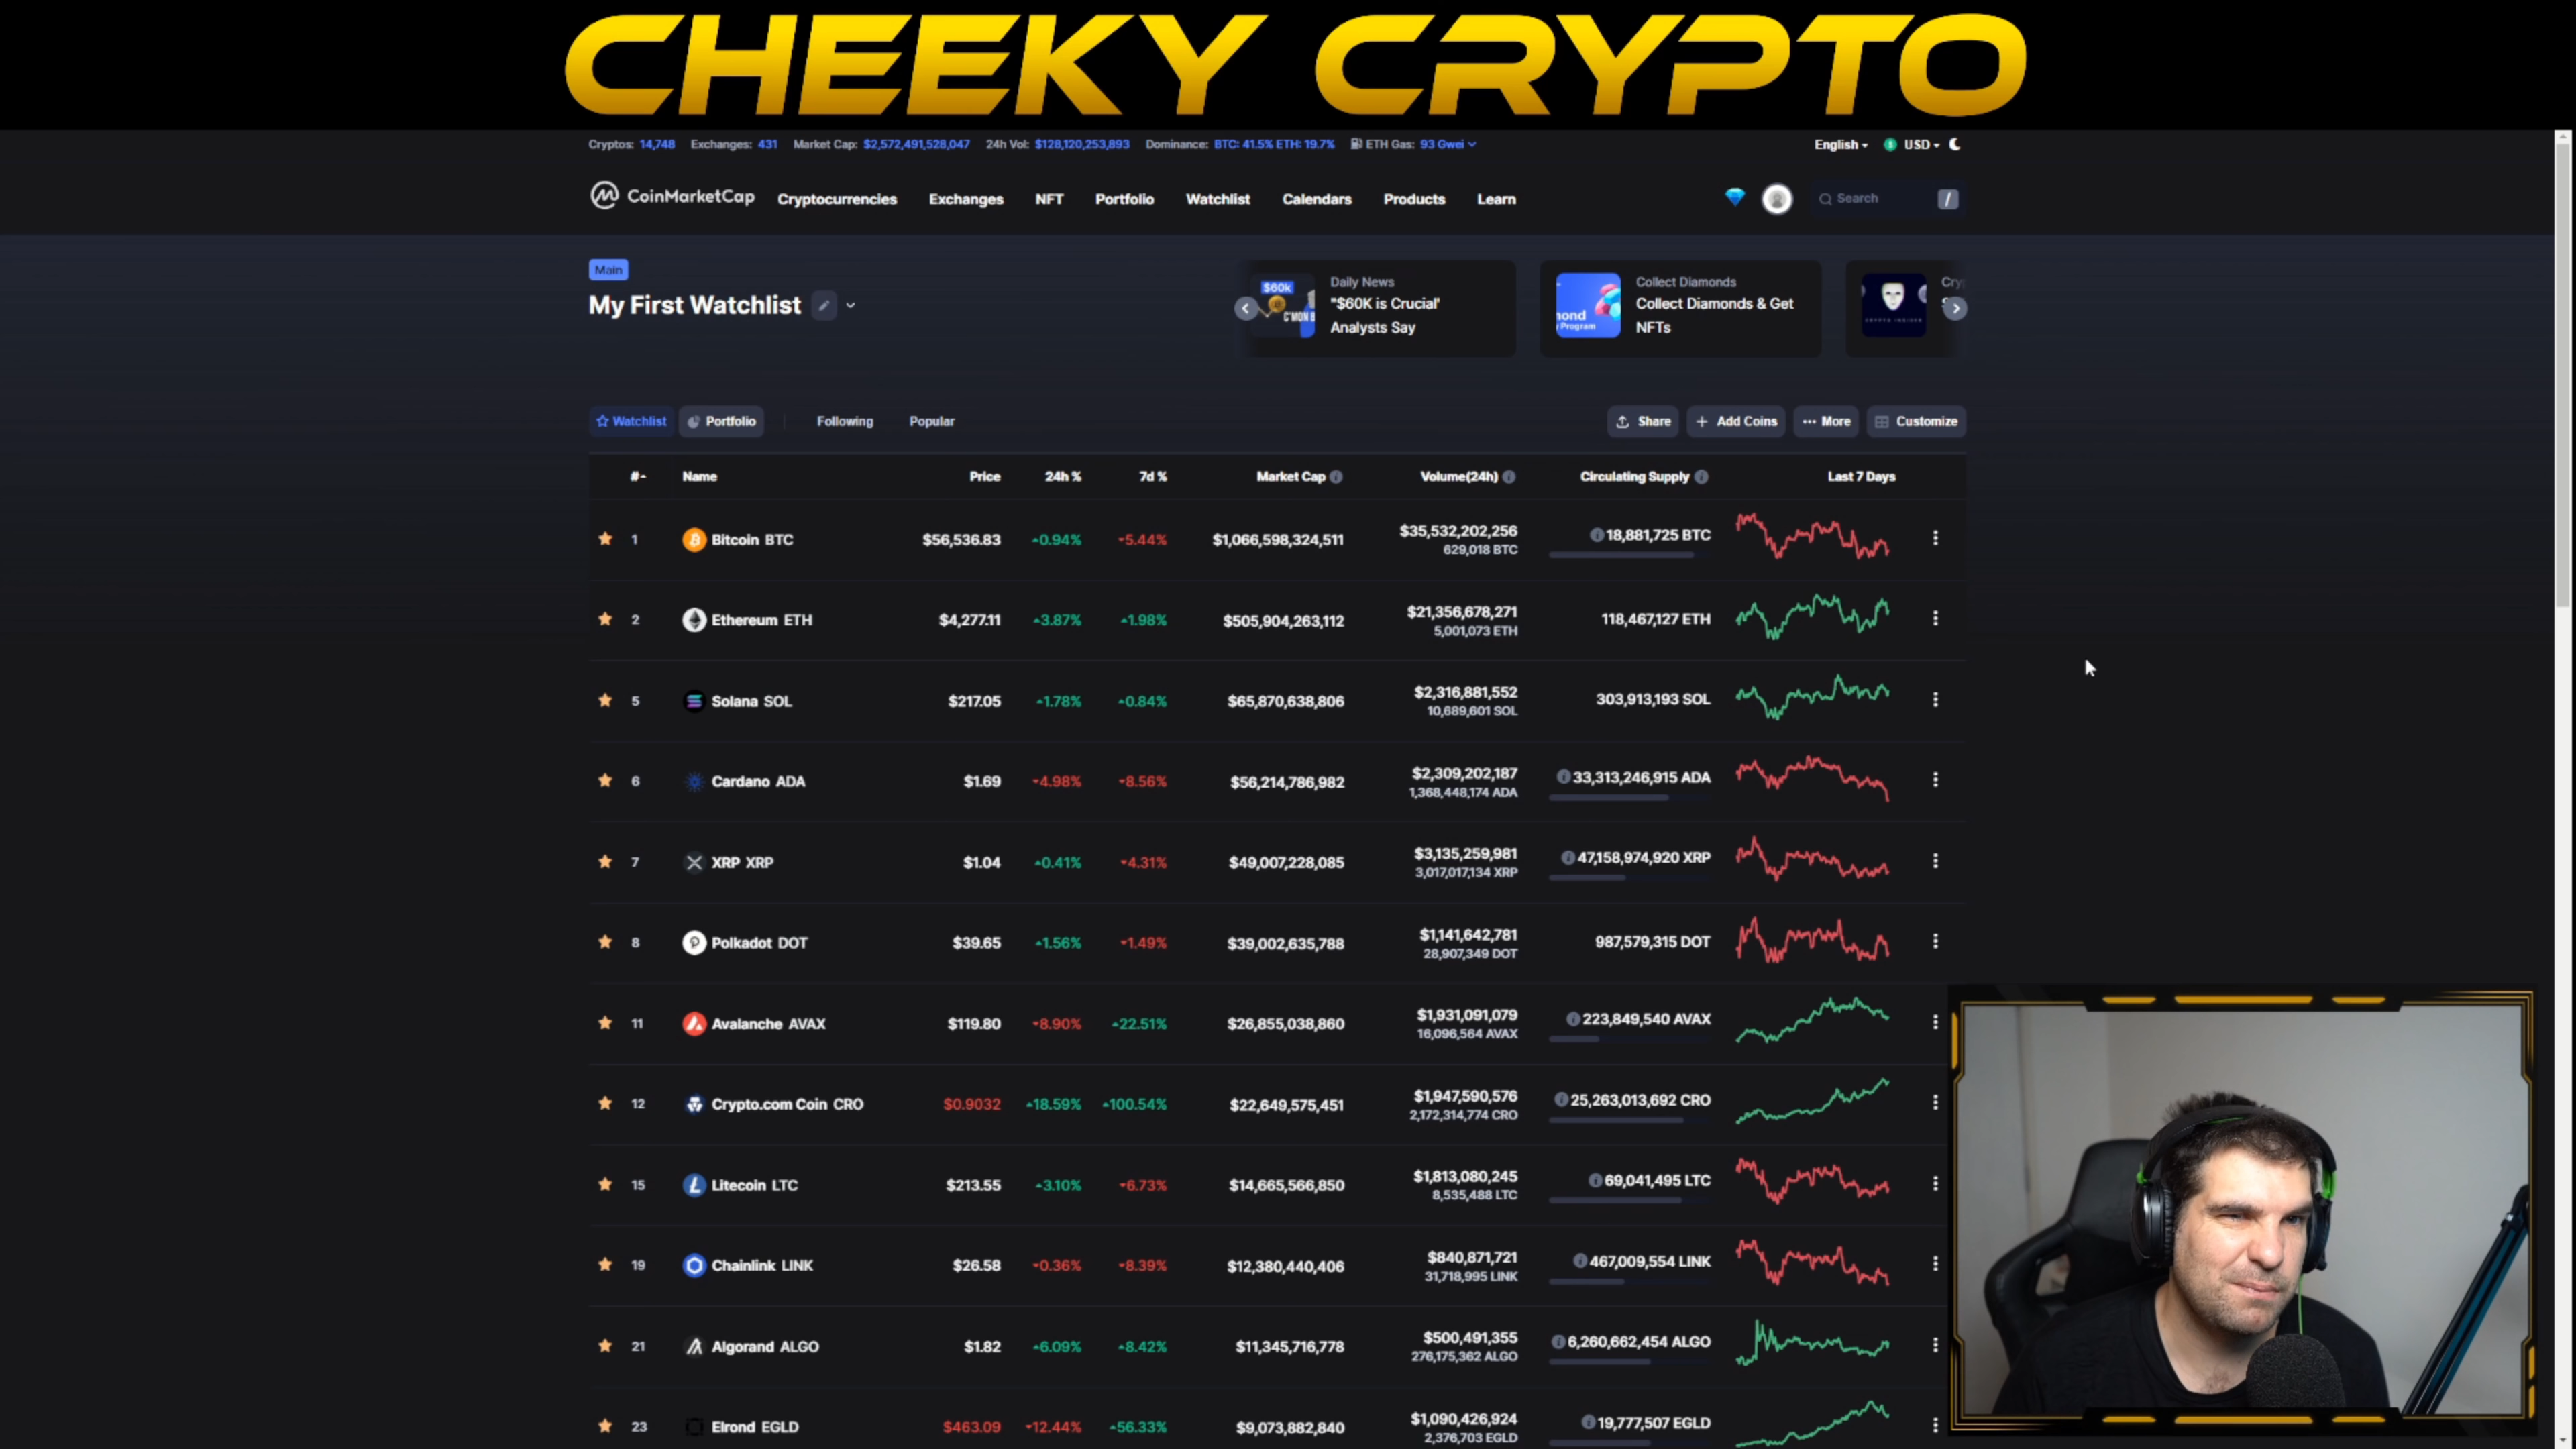 CHEEKY CRYPTO
Cryptos: 14,748 Exchanges: 431 Market Cap: $2,572,491,528,047 24h Vol: $128,120,253,893 Dominance: BTC: 41.5% ETH: 19.7% ETH Gas: 93 Gwei English USD
CoinMarketCap Cryptocurrencies Exchanges NFT Portfolio Watchlist Calendars Products Learn Search /
Main
My First Watchlist
$60k
C'MON
Daily News
"$60K is Crucial'
Analysts Say
mond
Program
Collect Diamonds
Collect Diamonds & Get
NFTs
CRYPTO INSIDER
Cry
Watchlist Portfolio Following Popular Share + Add Coins More Customize
# Name Price 24h % 7d % Market Cap Volume(24h) Circulating Supply Last 7 Days
1 Bitcoin BTC $56,536.83 0.94% 5.44% $1,066,598,324,511 $35,532,202,256 18,881,725 BTC
629,018 BTC
2 Ethereum ETH $4,277.11 3.87% 1.98% $505,904,263,112 $21,356,678,271 118,467,127 ETH
5,001,073 ETH
5 Solana SOL $217.05 1.78% 0.84% $65,870,638,806 $2,316,881,552 303,913,193 SOL
10,689,601 SOL
6 Cardano ADA $1.69 4.98% 8.56% $56,214,786,982 $2,309,202,187 33,313,246,915 ADA
1,368,448,174 ADA
7 XRP XRP $1.04 0.41% 4.31% $49,007,228,085 $3,135,259,981 47,158,974,920 XRP
3,017,017,134 XRP
8 Polkadot DOT $39.65 1.56% 1.49% $39,002,635,788 $1,141,642,781 987,579,315 DOT
28,907,349 DOT
11 Avalanche AVAX $119.80 8.90% 22.51% $26,855,038,860 $1,931,091,079 223,849,540 AVAX
16,096,564 AVAX
12 Crypto.com Coin CRO $0.9032 18.59% 100.54% $22,649,575,451 $1,947,590,576 25,263,013,692 CRO
2,172,314,774 CRO
15 Litecoin LTC $213.55 3.10% 6.73% $14,665,566,850 $1,813,080,245 69,041,495 LTC
8,535,488 LTC
19 Chainlink LINK $26.58 0.36% 8.39% $12,380,440,406 $840,871,721 467,009,554 LINK
31,718,995 LINK
21 Algorand ALGO $1.82 6.09% 8.42% $11,345,716,778 $500,491,355 6,260,662,454 ALGO
276,175,362 ALGO
23 Elrond EGLD $463.09 12.44% 56.33% $9,073,882,840 $1,090,426,924 19,777,507 EGLD
2,376,703 EGLD